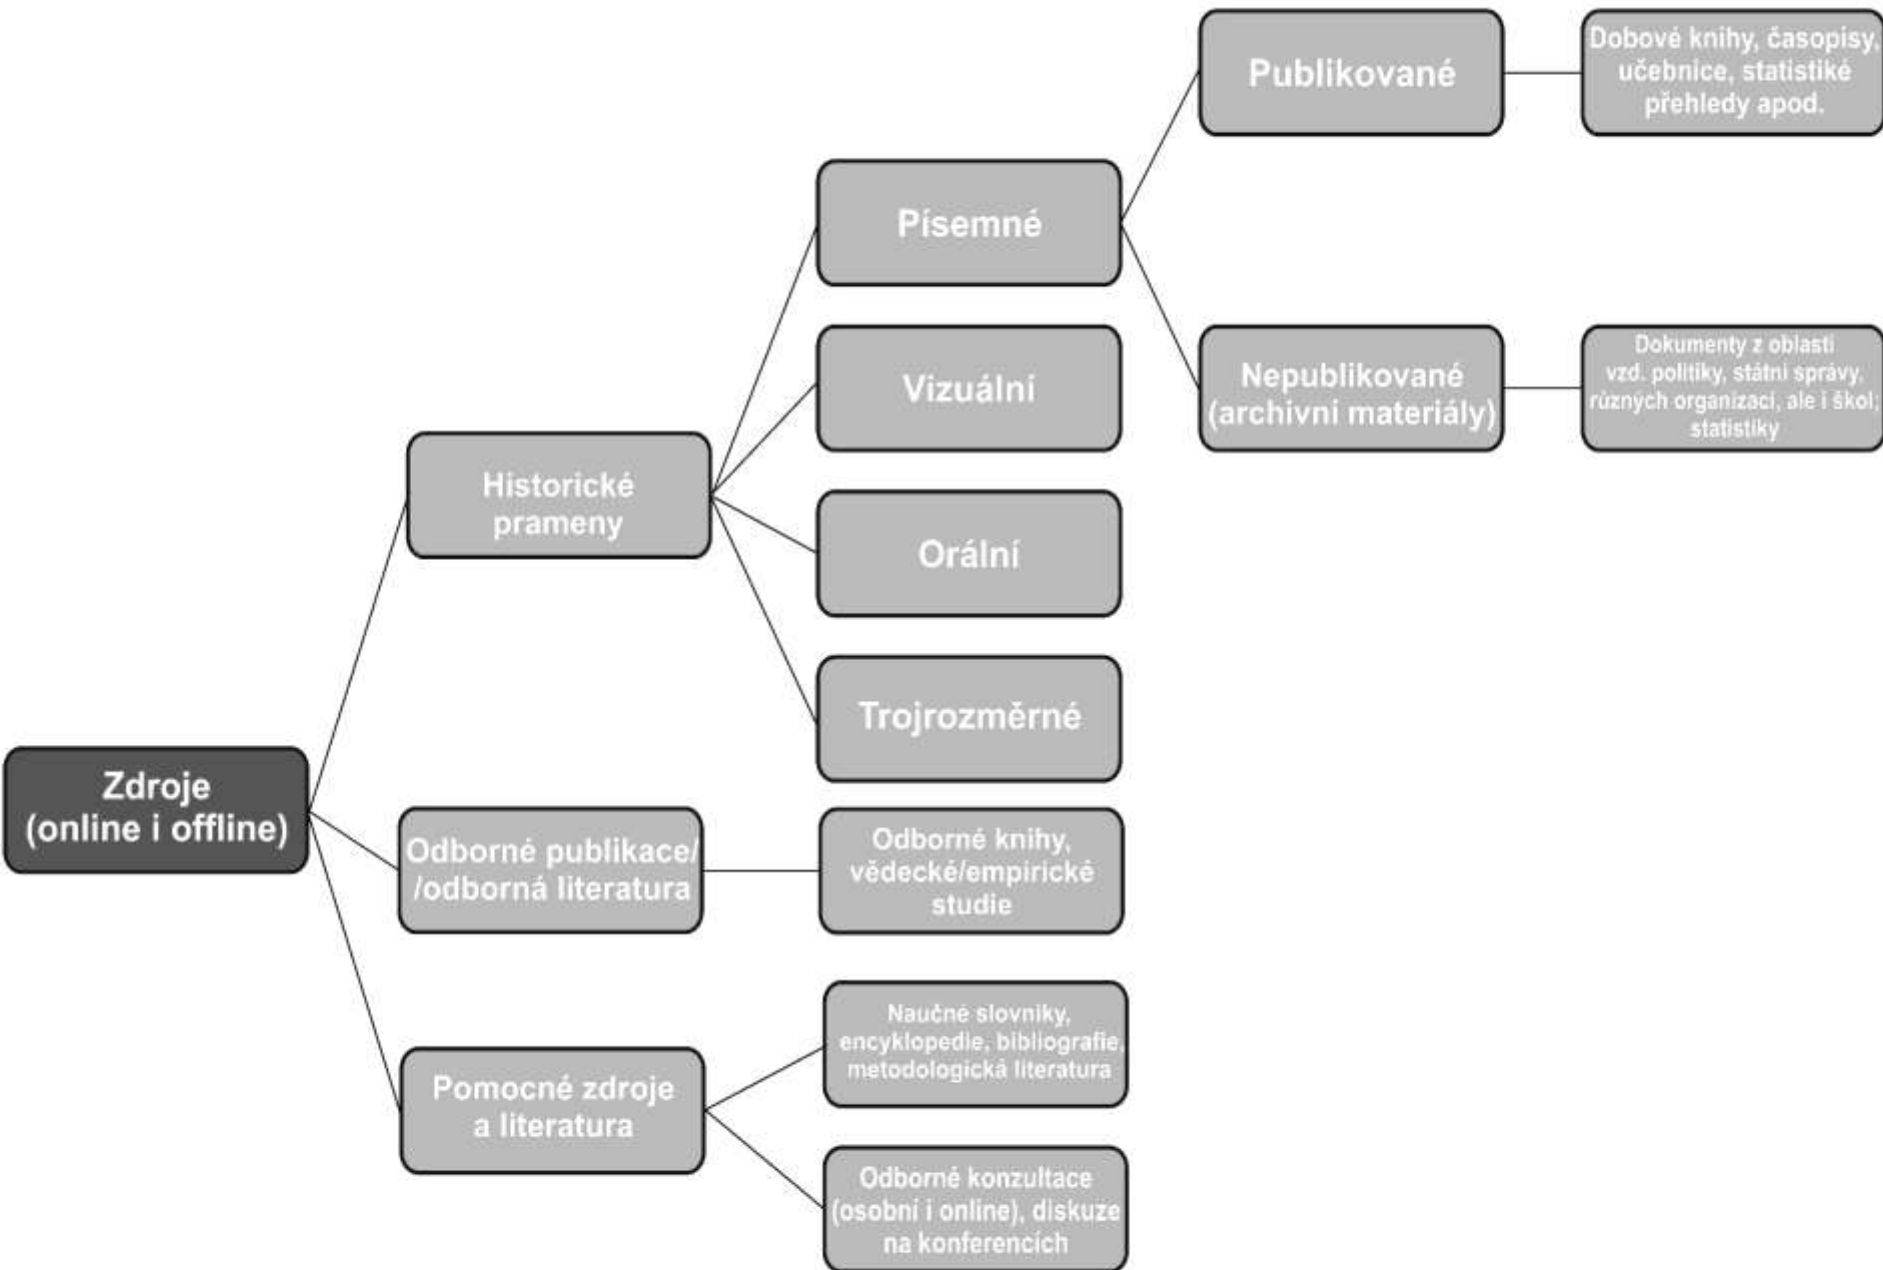 Zdroje
(online i offline)
Historické
prameny
Písemné
Publikované
Dobové knihy, časopisy,
učebnice, statistiké
přehledy apod.
Nepublikované
(archivní materiály)
Dokumenty z oblasti
vzd. politiky, státní správy,
různých organizací, ale i škol;
statistiky
Vizuální
Orální
Trojrozměrné
Odborné publikace/
/odborná literatura
Odborné knihy,
vědecké/empirické
studie
Pomocné zdroje
a literatura
Naučné slovníky,
encyklopedie, bibliografie,
metodologická literatura
Odborné konzultace
(osobní i online), diskuze
na konferencích